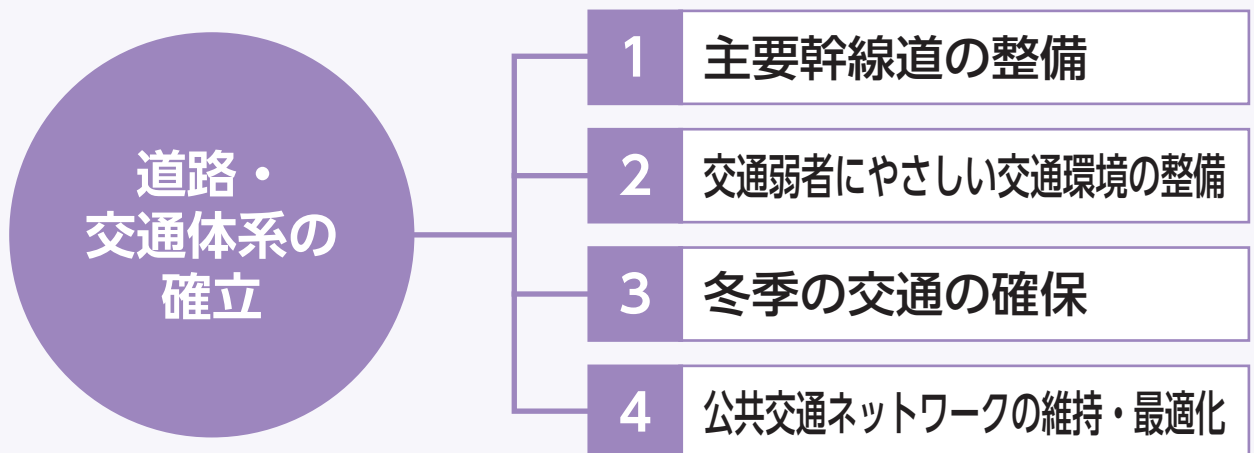 道路・
交通体系の
確立
1 主要幹線道の整備
2 交通弱者にやさしい交通環境の整備
3 冬季の交通の確保
4 公共交通ネットワークの維持・最適化